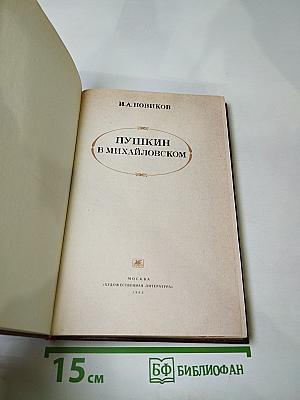 И.А. НОВИКОВ
ПУШКИН
В МИХАЙЛОВСКОМ
МОСКВА
«ХУДОЖЕСТВЕННАЯ ЛИТЕРАТУРА»
15 см
БФ БИБЛИОФАН